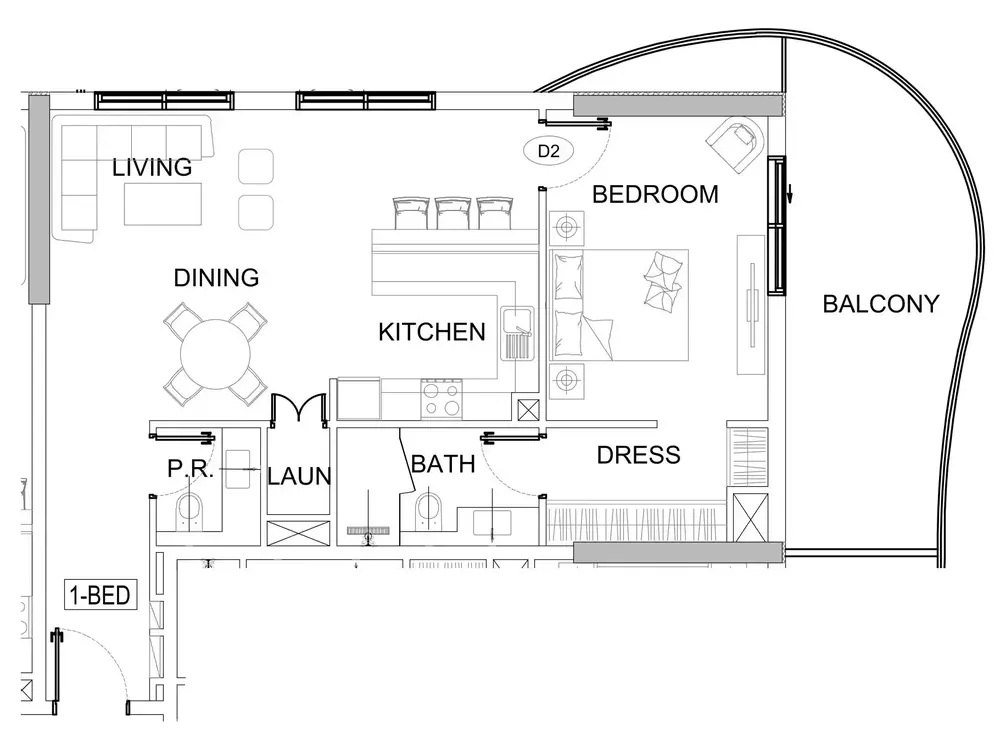 LIVING
D2
BEDROOM
DINING
BALCONY
KITCHEN
DRESS
P.R.
BATH
LAUN
1-BED